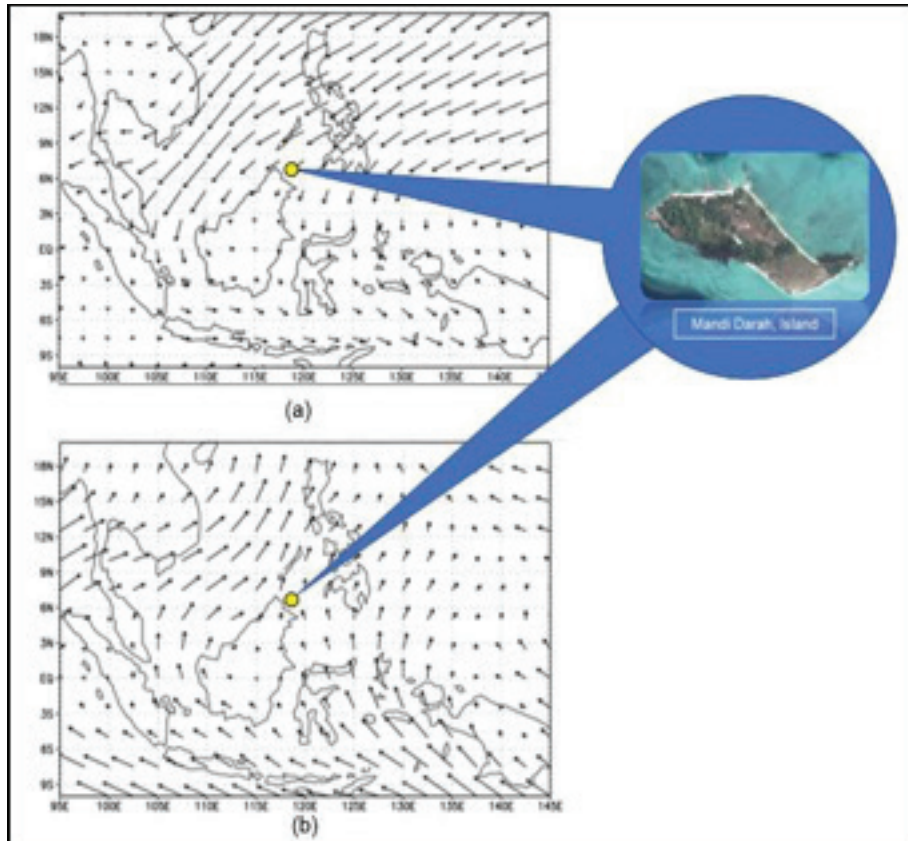 18N
15N
12N
9N
6N
3N
EQ
3S
6S
9S
95E 100E 105E 110E 115E 120E 125E 130E 135E 140E
(a)
Mandi Darah, Island
18N
15N
12N
9N
6N
3N
EQ
3S
6S
9S
95E 100E 105E 110E 115E 120E 125E 130E 135E 140E 145E
(b)